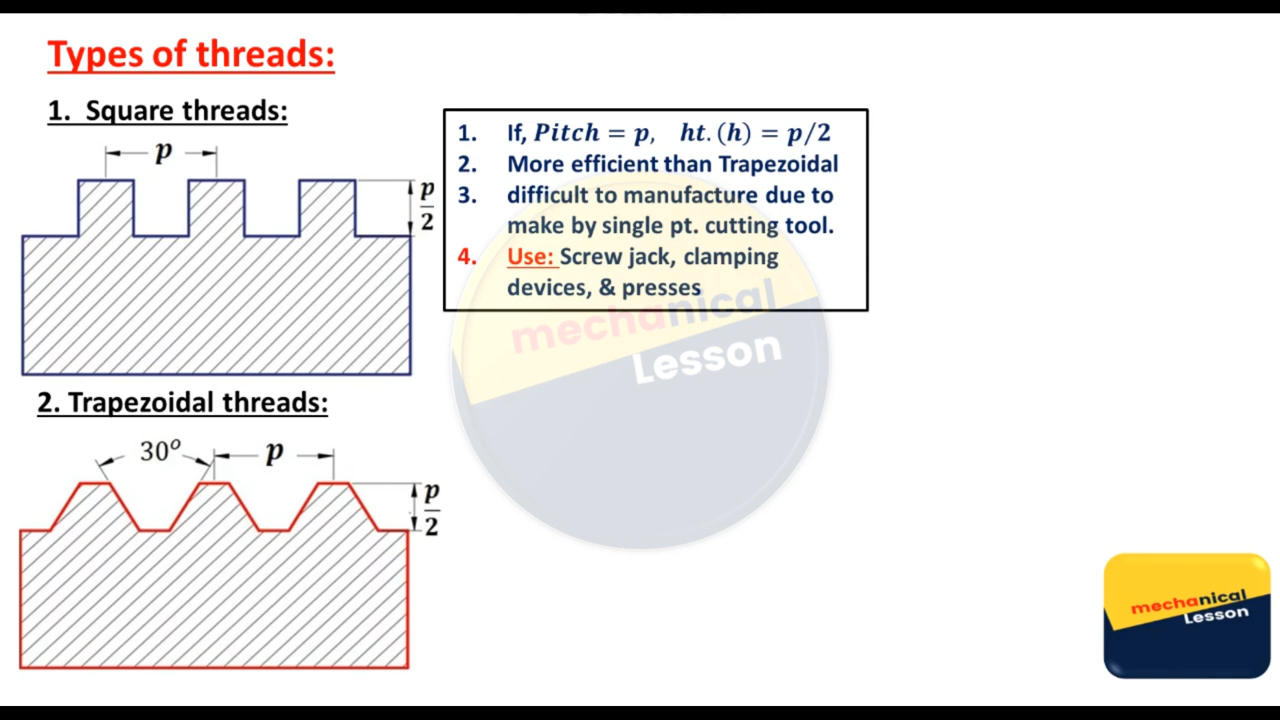 Types of threads:
1. Square threads:
p
p
2
1. If, Pitch = p, ht. (h) = p/2
2. More efficient than Trapezoidal
3. difficult to manufacture due to
make by single pt. cutting tool.
4. Use: Screw jack, clamping
devices, & presses
mechanical
Lesson
2. Trapezoidal threads:
30⁰
p
p
2
mechanical
Lesson